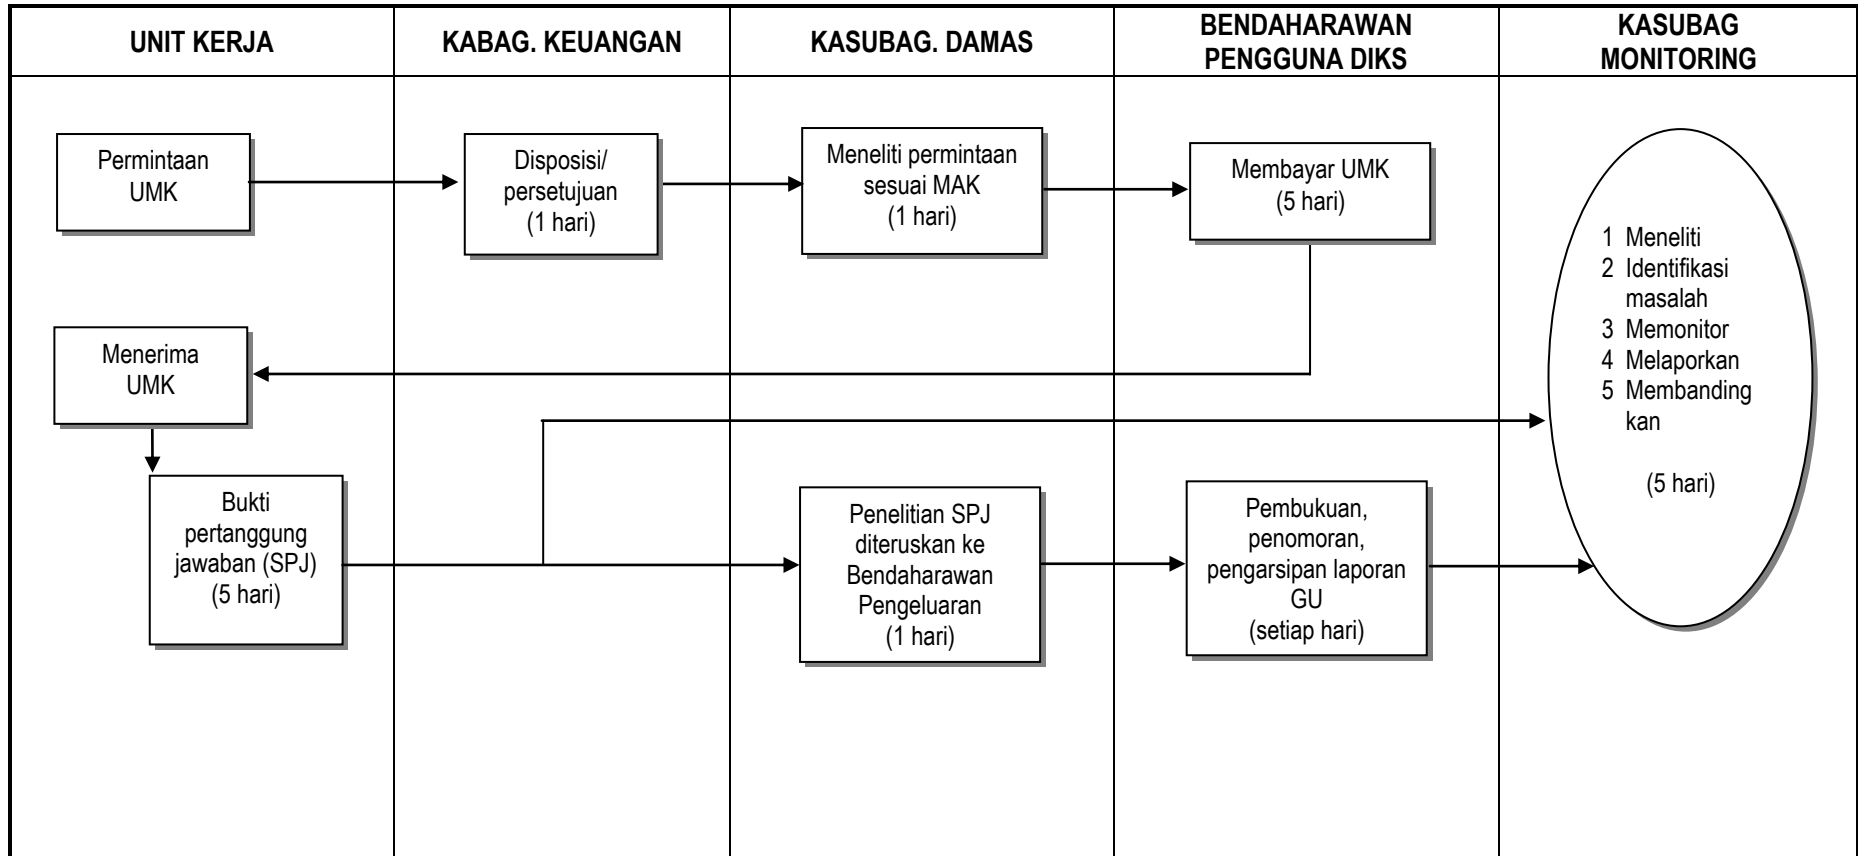 UNIT KERJA
KABAG. KEUANGAN
KASUBAG. DAMAS
BENDAHARAWAN
PENGGUNA DIKS
KASUBAG
MONITORING
Permintaan
UMK
Disposisi/
persetujuan
(1 hari)
Meneliti permintaan
sesuai MAK
(1 hari)
Membayar UMK
(5 hari)
1 Meneliti
2 Identifikasi
masalah
3 Memonitor
4 Melaporkan
5 Membanding
kan
(5 hari)
Menerima
UMK
Bukti
pertanggung
jawaban (SPJ)
(5 hari)
Penelitian SPJ
diteruskan ke
Bendaharawan
Pengeluaran
(1 hari)
Pembukuan,
penomoran,
pengarsipan laporan
GU
(setiap hari)